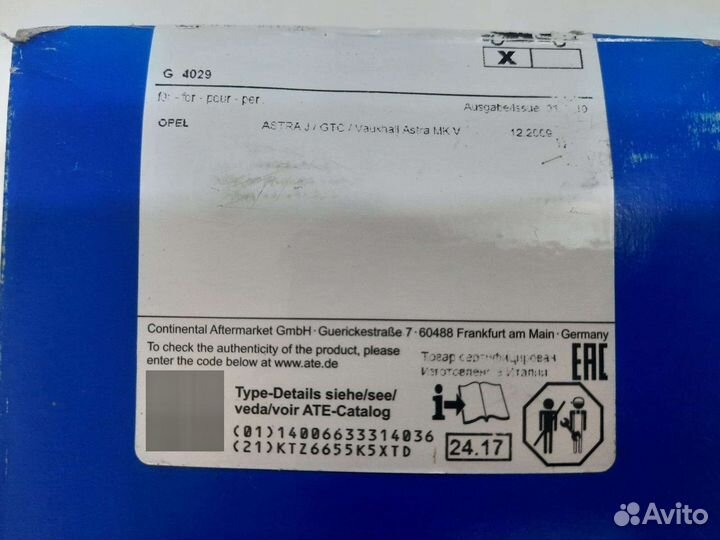 X
G 4029
för - for - pour - per
Ausgabe/Issue
OPEL ASTRA J / GTC / Vauxhall Astra MK V 12.2009
Continental Aftermarket GmbH · Guerickestraße 7 · 60488 Frankfurt am Main · Germany
To check the authenticity of the product, please
enter the code below at www.ate.de
Товар сертифицирован
Изготовлено в Италии
EAC
Type-Details siehe/see/
veda/voir ATE-Catalog
i
(01)14006633314036
(21)KTZ6655K5XTD
24.17
Avito